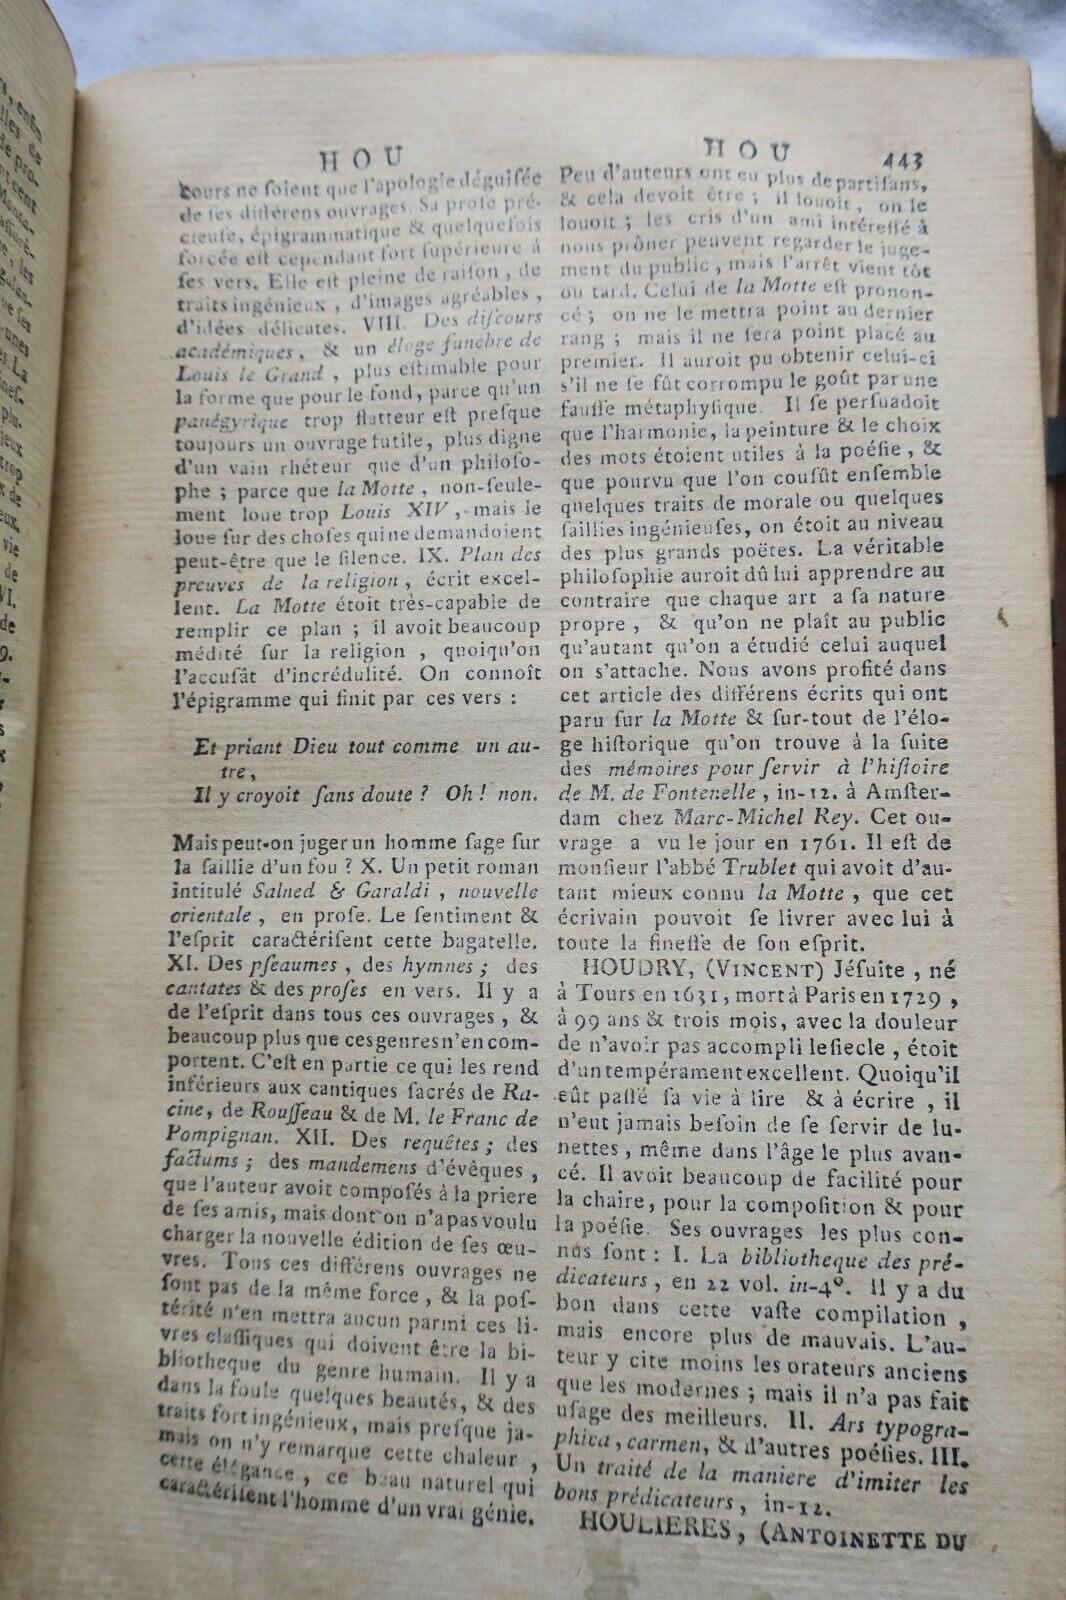 HOU
cours ne soient que l'apologie déguisée
de ses différens ouvrages. Sa prose pré-
cieuse, épigrammatique & quelquefois
forcée est cependant fort supérieure à
ses vers. Elle est pleine de raison, de
traits ingénieux, d'images agréables,
d'idées délicates. VIII. Des discours
académiques, & un éloge funebre de
Louis le Grand, plus estimable pour
la forme que pour le fond, parce qu'un
panégyrique trop flatteur est presque
toujours un ouvrage futile, plus digne
d'un vain rhéteur que d'un philoso-
phe ; parce que la Motte, non-seule-
ment loue trop Louis XIV, mais le
loue sur des choses qui ne demandoient
peut-être que le silence. IX. Plan des
preuves de la religion, écrit excel-
lent. La Motte étoit très-capable de
remplir ce plan ; il avoit beaucoup
médité sur la religion, quoiqu'on
l'accusât d'incrédulité. On connoît
l'épigramme qui finit par ces vers :
Et priant Dieu tout comme un au-
tre,
Il y croyoit sans doute ? Oh ! non.
Mais peut-on juger un homme sage sur
la saillie d'un fou ? X. Un petit roman
intitulé Salned & Garaldi, nouvelle
orientale, en prose. Le sentiment &
l'esprit caractérisent cette bagatelle.
XI. Des pseaumes, des hymnes ; des
cantates & des proses en vers. Il y a
de l'esprit dans tous ces ouvrages, &
beaucoup plus que ces genres n'en com-
portent. C'est en partie ce qui les rend
inférieurs aux cantiques sacrés de Ra-
cine, de Rousseau & de M. le Franc de
Pompignan. XII. Des requêtes ; des
factums ; des mandemens d'évêques,
que l'auteur avoit composés à la priere
de ses amis, mais dont on n'a pas voulu
charger la nouvelle édition de ses œu-
vres. Tous ces différens ouvrages ne
sont pas de la même force, & la pos-
térité n'en mettra aucun parmi ces li-
vres classiques qui doivent être la bi-
bliotheque du genre humain. Il y a
dans la foule quelques beautés, & des
traits fort ingénieux, mais presque ja-
mais on n'y remarque cette chaleur,
cette élégance, ce beau naturel qui
caractérisent l'homme d'un vrai génie.
HOU 443
Peu d'auteurs ont eu plus de partisans,
& cela devoit être ; il louoit, on le
louoit ; les cris d'un ami intéressé à
nous prôner peuvent regarder le juge-
ment du public, mais l'arrêt vient tôt
ou tard. Celui de la Motte est pronon-
cé ; on ne le mettra point au dernier
rang ; mais il ne sera point placé au
premier. Il auroit pu obtenir celui-ci
s'il ne se fût corrompu le goût par une
fausse métaphysique. Il se persuadoit
que l'harmonie, la peinture & le choix
des mots étoient utiles à la poésie, &
que pourvu que l'on cousût ensemble
quelques traits de morale ou quelques
saillies ingénieuses, on étoit au niveau
des plus grands poëtes. La véritable
philosophie auroit dû lui apprendre au
contraire que chaque art a sa nature
propre, & qu'on ne plaît au public
qu'autant qu'on a étudié celui auquel
on s'attache. Nous avons profité dans
cet article des différens écrits qui ont
paru sur la Motte & sur-tout de l'élo-
ge historique qu'on trouve à la suite
des mémoires pour servir à l'histoire
de M. de Fontenelle, in-12. à Amster-
dam chez Marc-Michel Rey. Cet ou-
vrage a vu le jour en 1761. Il est de
monsieur l'abbé Trublet qui avoit d'au-
tant mieux connu la Motte, que cet
écrivain pouvoit se livrer avec lui à
toute la finesse de son esprit.
HOUDRY, (VINCENT) Jésuite, né
à Tours en 1631, mort à Paris en 1729,
à 99 ans & trois mois, avec la douleur
de n'avoir pas accompli le siecle, étoit
d'un tempérament excellent. Quoiqu'il
eût passé sa vie à lire & à écrire, il
n'eut jamais besoin de se servir de lu-
nettes, même dans l'âge le plus avan-
cé. Il avoit beaucoup de facilité pour
la chaire, pour la composition & pour
la poésie. Ses ouvrages les plus con-
nus sont : I. La bibliotheque des pré-
dicateurs, en 22 vol. in-4°. Il y a du
bon dans cette vaste compilation,
mais encore plus de mauvais. L'au-
teur y cite moins les orateurs anciens
que les modernes ; mais il n'a pas fait
usage des meilleurs. II. Ars typogra-
phica, carmen, & d'autres poésies. III.
Un traité de la maniere d'imiter les
bons prédicateurs, in-12.
HOULIERES, (ANTOINETTE DU